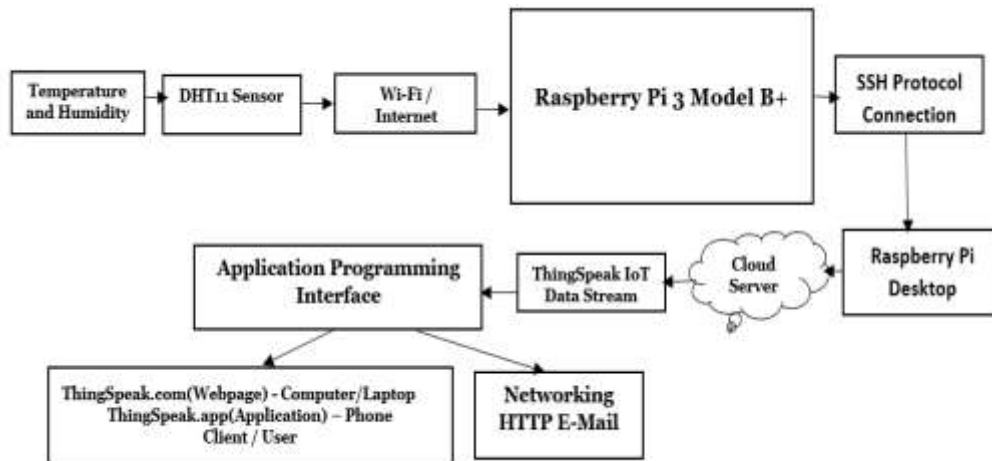 Temperature
and Humidity
DHT11 Sensor
Wi-Fi /
Internet
Raspberry Pi 3 Model B+
SSH Protocol
Connection
Raspberry Pi
Desktop
Cloud
Server
ThingSpeak IoT
Data Stream
Application Programming
Interface
ThingSpeak.com(Webpage) - Computer/Laptop
ThingSpeak.app(Application) – Phone
Client / User
Networking
HTTP E-Mail